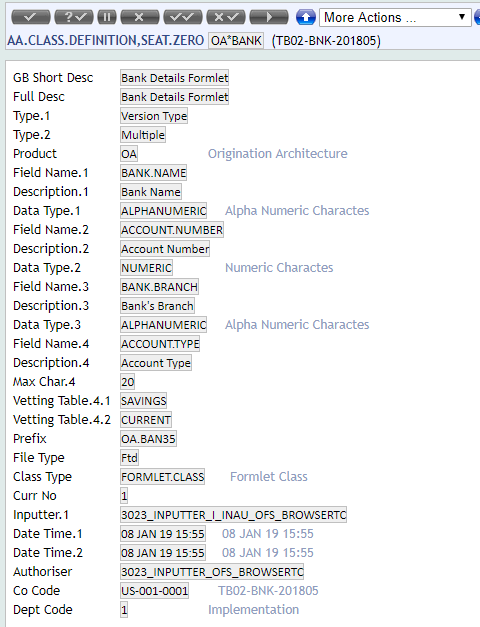 More Actions ...
AA.CLASS.DEFINITION,SEAT.ZERO OA*BANK (TB02-BNK-201805)
GB Short Desc Bank Details Formlet
Full Desc Bank Details Formlet
Type.1 Version Type
Type.2 Multiple
Product OA Origination Architecture
Field Name.1 BANK.NAME
Description.1 Bank Name
Data Type.1 ALPHANUMERIC Alpha Numeric Charactes
Field Name.2 ACCOUNT.NUMBER
Description.2 Account Number
Data Type.2 NUMERIC Numeric Charactes
Field Name.3 BANK.BRANCH
Description.3 Bank's Branch
Data Type.3 ALPHANUMERIC Alpha Numeric Charactes
Field Name.4 ACCOUNT.TYPE
Description.4 Account Type
Max Char.4 20
Vetting Table.4.1 SAVINGS
Vetting Table.4.2 CURRENT
Prefix OA.BAN35
File Type Ftd
Class Type FORMLET.CLASS Formlet Class
Curr No 1
Inputter.1 3023_INPUTTER_I_INAU_OFS_BROWSERTC
Date Time.1 08 JAN 19 15:55 08 JAN 19 15:55
Date Time.2 08 JAN 19 15:55 08 JAN 19 15:55
Authoriser 3023_INPUTTER_OFS_BROWSERTC
Co Code US-001-0001 TB02-BNK-201805
Dept Code 1 Implementation